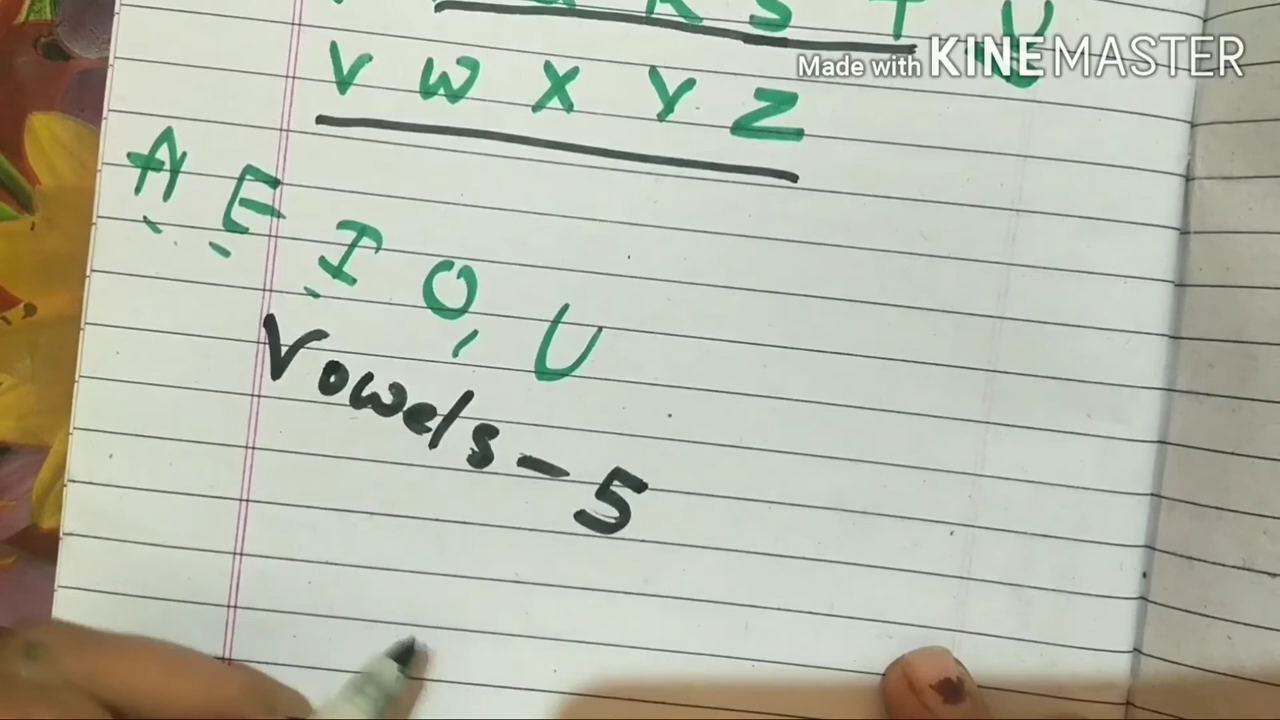 R S T U
Made with KINEMASTER
V W X Y Z
A E I O, U
Vowels - 5